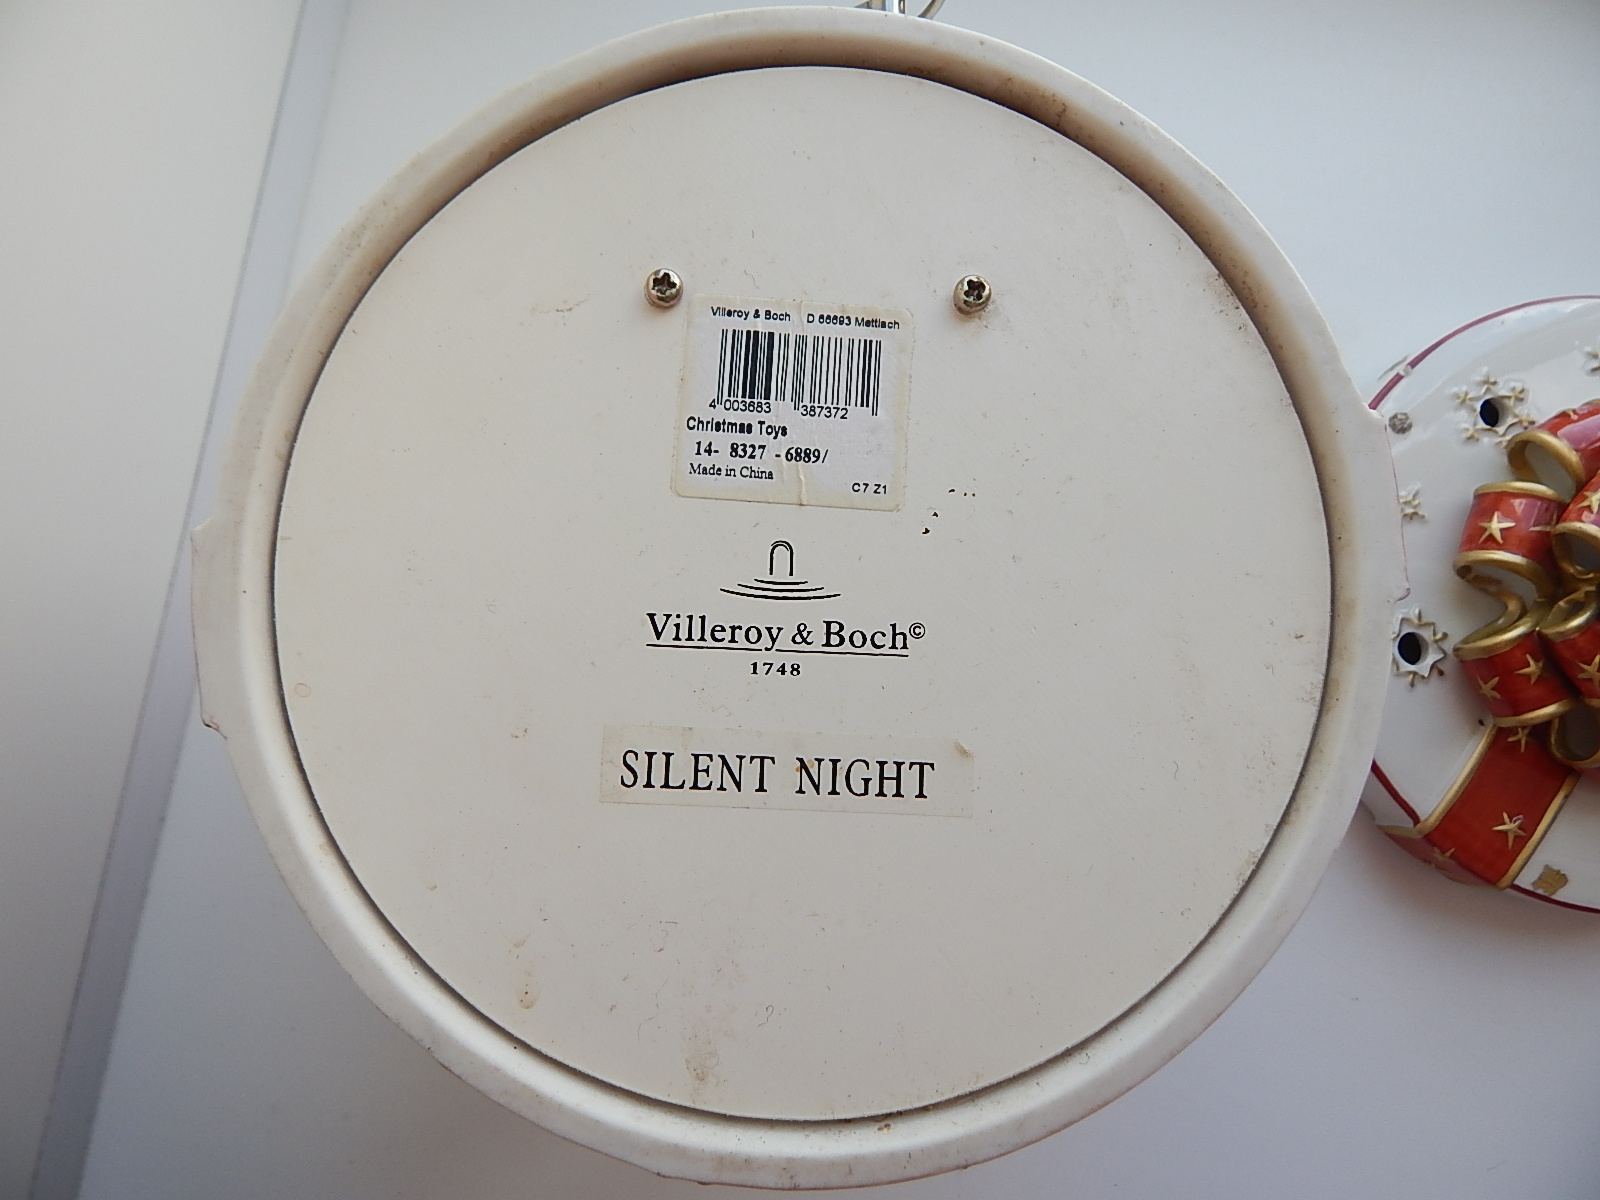 Villeroy & Boch D 66693 Mettlach
4 003683 387372
Christmas Toys
14- 8327 -6889/
Made in China
C7 Z1
Villeroy & Boch©
1748
SILENT NIGHT